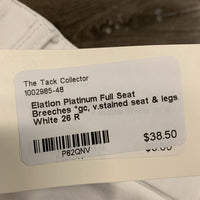 The Tack Collector
1002985-48
Elation Platinum Full Seat
Breeches *gc, v.stained seat & legs,
White 26 R
$38.50
P82QNV